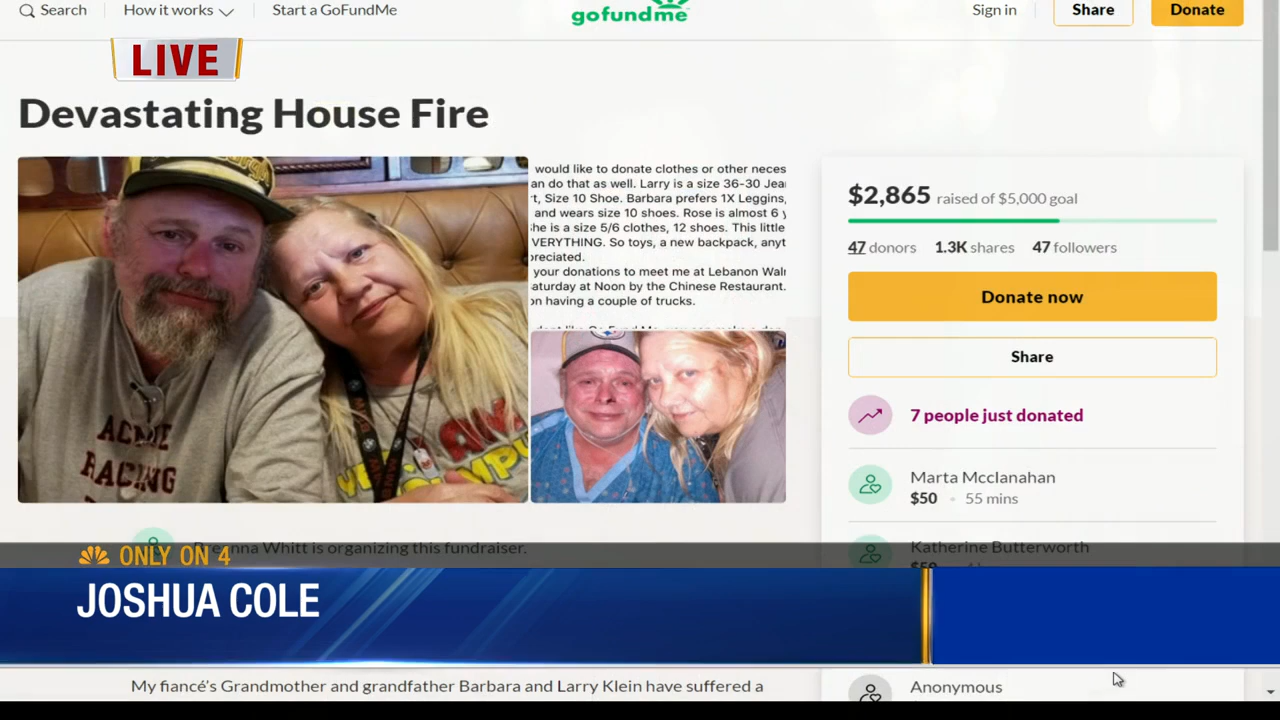 Search How it works Start a GoFundMe gofundme Sign in Share Donate
LIVE
Devastating House Fire
would like to donate clothes or other neces
an do that as well. Larry is a size 36-30 Jea
t, Size 10 Shoe. Barbara prefers 1X Leggins,
and wears size 10 shoes. Rose is almost 6 y
he is a size 5/6 clothes, 12 shoes. This little
VERYTHING. So toys, a new backpack, anyt
preciated.
your donations to meet me at Lebanon Wal
aturday at Noon by the Chinese Restaurant.
on having a couple of trucks.
RACING
$2,865 raised of $5,000 goal
47 donors 1.3K shares 47 followers
Donate now
Share
7 people just donated
Marta Mcclanahan
$50 • 55 mins
Katherine Butterworth
$50
Whitt is organizing this fundraiser.
ONLY ON 4
JOSHUA COLE
My fiancé's Grandmother and grandfather Barbara and Larry Klein have suffered a
Anonymous